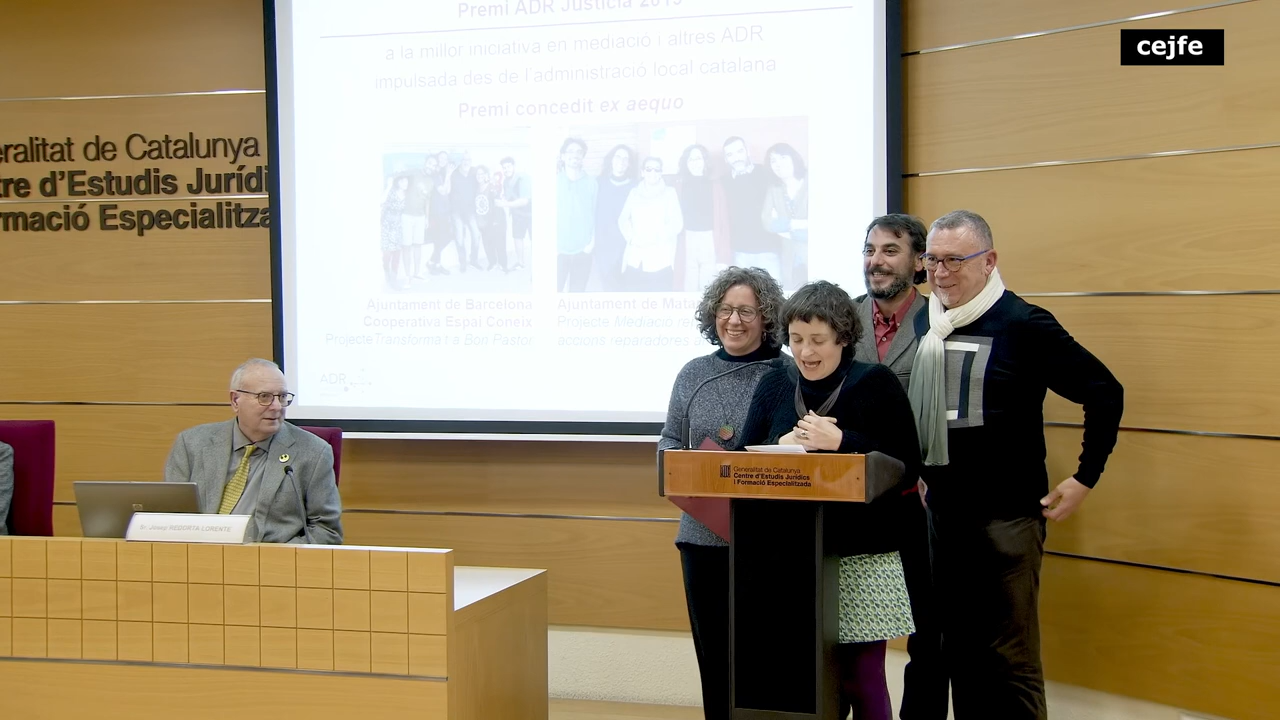 cejfe
Premi ADR Justícia 2019
a la millor iniciativa en mediació i altres ADR
impulsada des de l'administració local catalana
Premi concedit ex aequo
Ajuntament de Barcelona
Cooperativa Espai Coneix
Projecte Transforma't a Bon Pastor
Ajuntament de
Projecte Mediació
accions reparadores
ADR
eralitat de Catalunya
tre d'Estudis Jurídi
rmació Especialitza
Sr. Josep REDORTA LORENTE
Generalitat de Catalunya
Centre d'Estudis Jurídics
i Formació Especialitzada